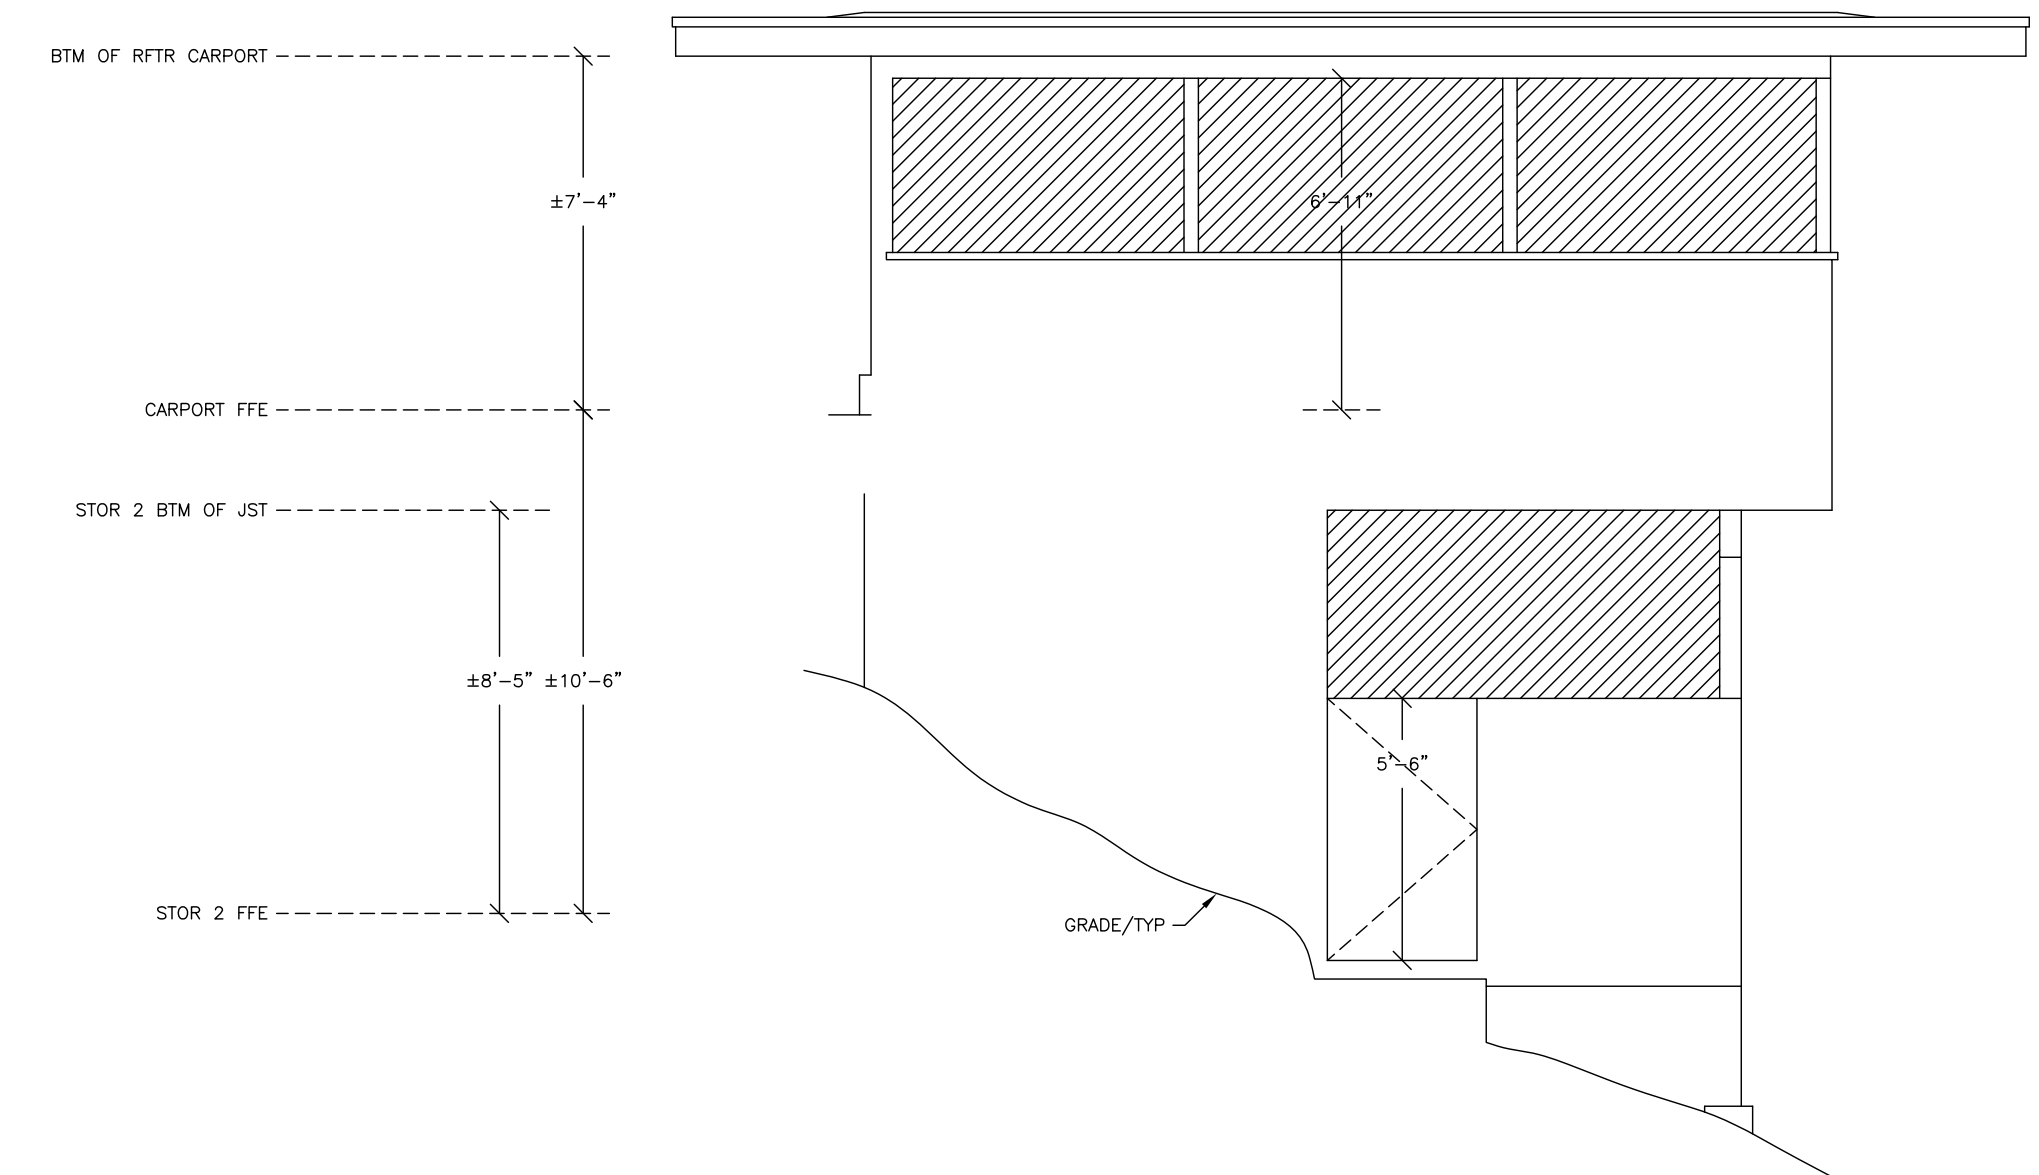 BTM OF RFTR CARPORT
±7'-4"
6'-11"
CARPORT FFE
STOR 2 BTM OF JST
±8'-5" ±10'-6"
5'-6"
STOR 2 FFE
GRADE/TYP